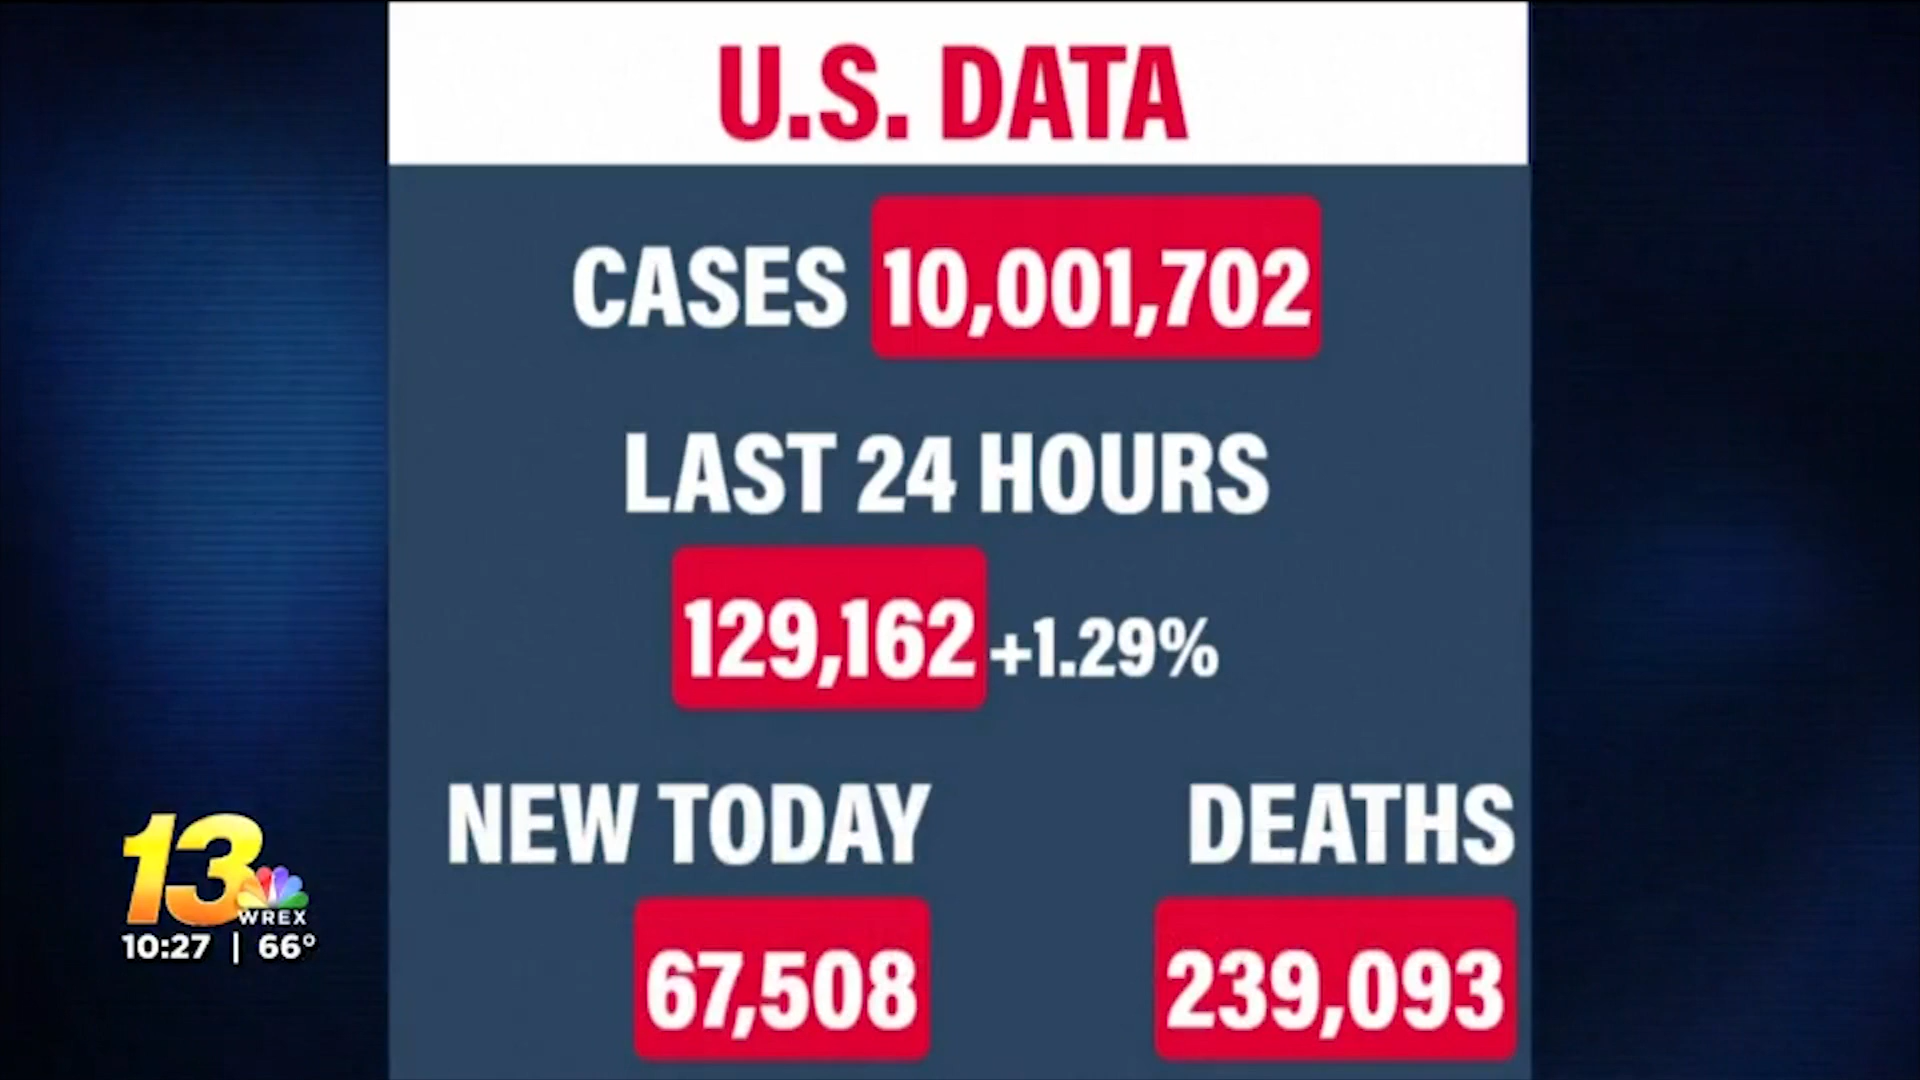 U.S. DATA
CASES 10,001,702
LAST 24 HOURS
129,162 +1.29%
NEW TODAY DEATHS
67,508 239,093
13
WREX
10:27 | 66°